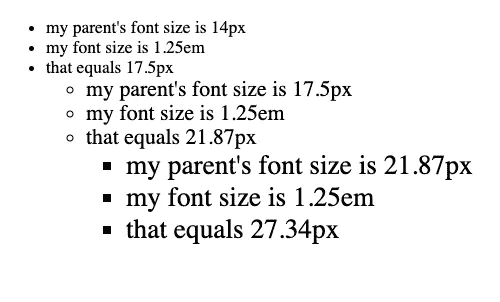 my parent's font size is 14px
my font size is 1.25em
that equals 17.5px
my parent's font size is 17.5px
my font size is 1.25em
that equals 21.87px
my parent's font size is 21.87px
my font size is 1.25em
that equals 27.34px